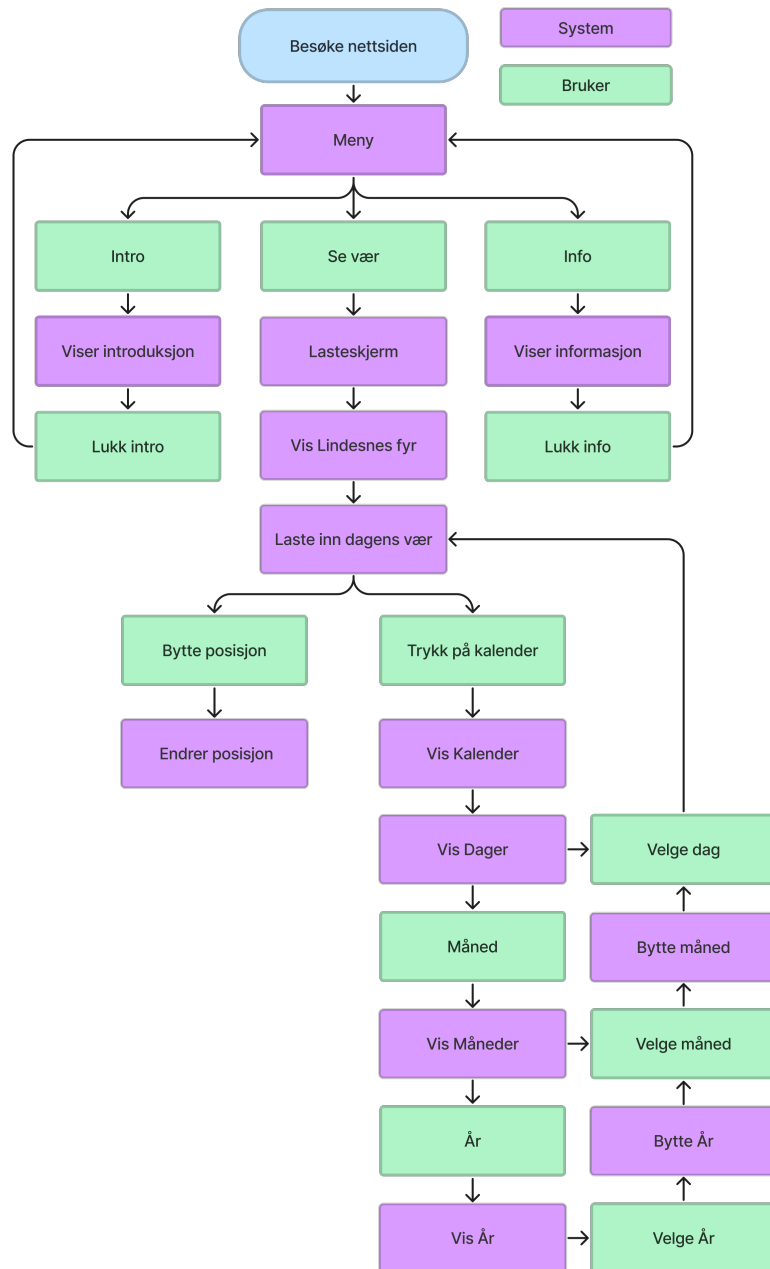 Besøke nettsiden
System
Bruker
Meny
Intro
Se vær
Info
Viser introduksjon
Lasteskjerm
Viser informasjon
Lukk intro
Vis Lindesnes fyr
Lukk info
Laste inn dagens vær
Bytte posisjon
Trykk på kalender
Endrer posisjon
Vis Kalender
Vis Dager
Velge dag
Måned
Bytte måned
Vis Måneder
Velge måned
År
Bytte År
Vis År
Velge År